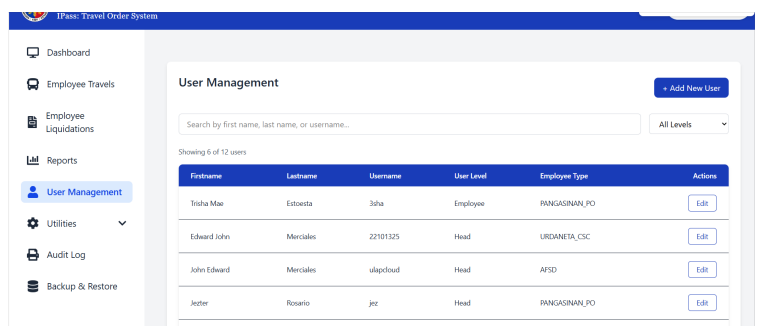 IPass: Travel Order System
Dashboard
Employee Travels
Employee
Liquidations
Reports
User Management
Utilities
Audit Log
Backup & Restore
User Management
+ Add New User
Search by first name, last name, or username...
All Levels
Showing 6 of 12 users
Firstname Lastname Username User Level Employee Type Actions
Trisha Mae Estoesta 3sha Employee PANGASINAN_PO Edit
Edward John Merciales 22101325 Head URDANETA_CSC Edit
John Edward Merciales ulapcloud Head AFSD Edit
Jezter Rosario jez Head PANGASINAN_PO Edit